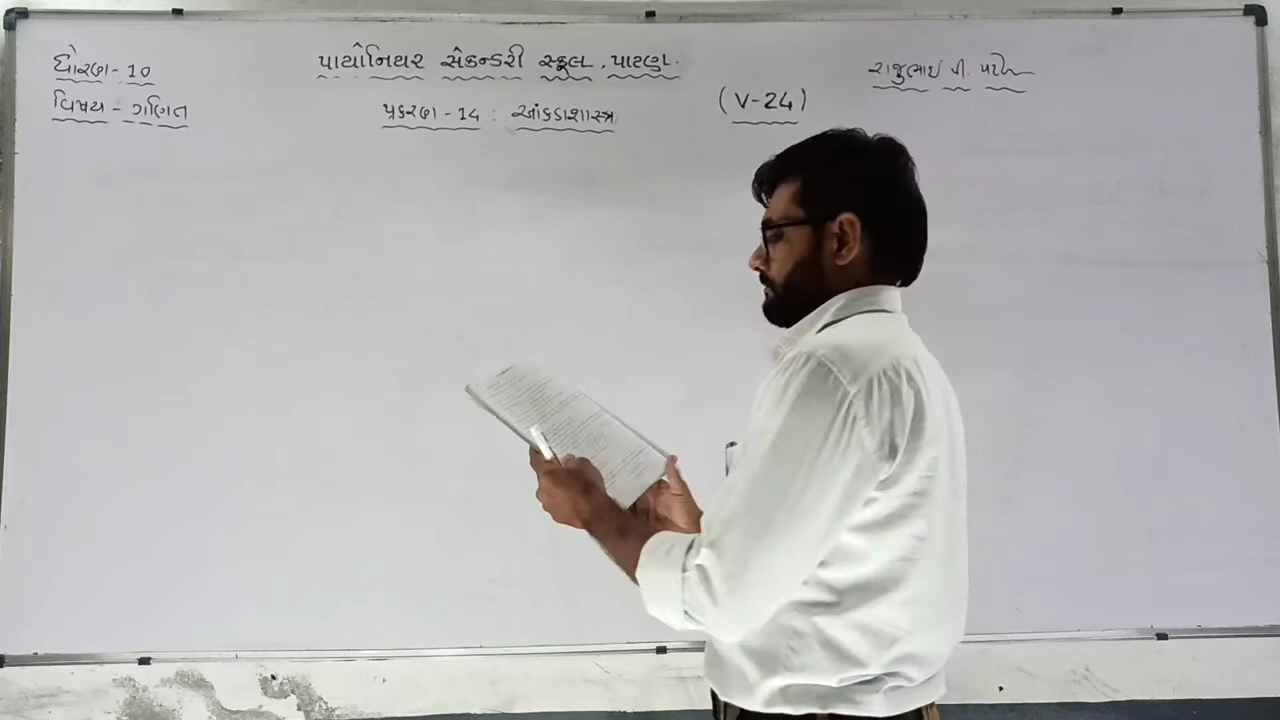 ધોરણ - 10
વિષય - ગણિત
પાયોનિયર સેકન્ડરી સ્કૂલ, પાટણ.
પ્રકરણ - 14 : આંકડાશાસ્ત્ર
(V-24)
રાજુભાઈ પી. પટેલ